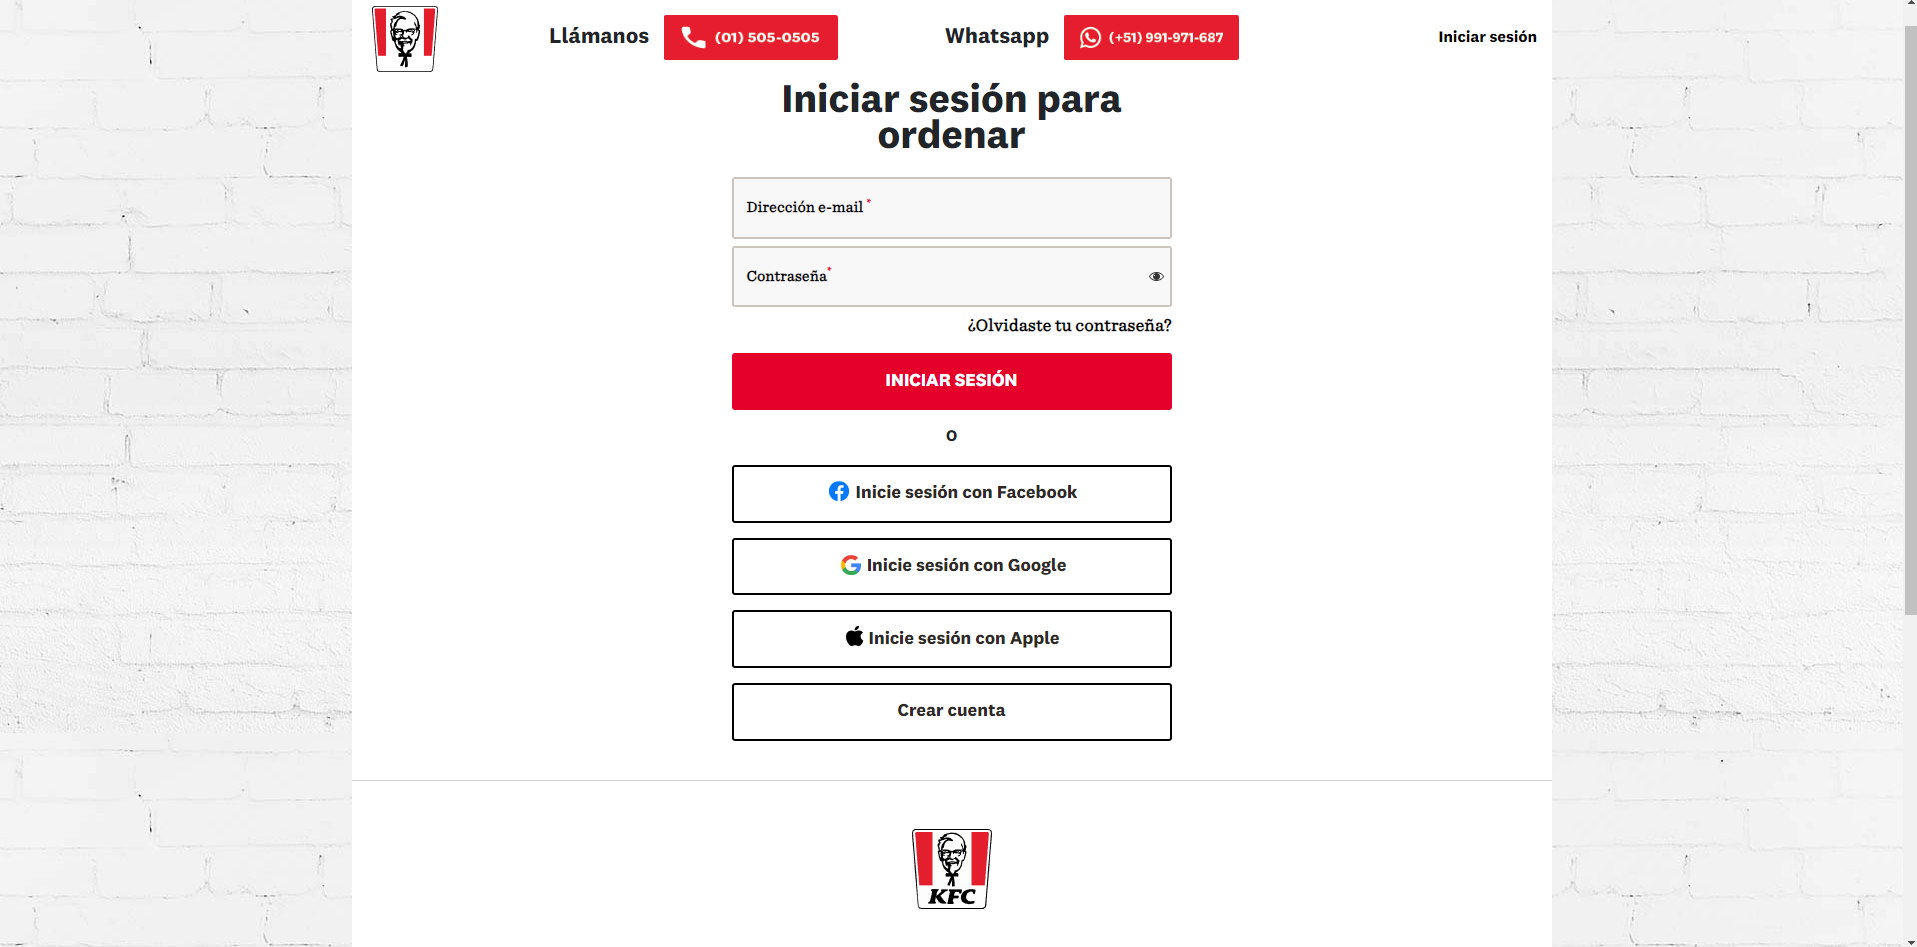 Llámanos
(01) 505-0505
Whatsapp
(+51) 991-971-687
Iniciar sesión
Iniciar sesión para
ordenar
Dirección e-mail *
Contraseña*
¿Olvidaste tu contraseña?
INICIAR SESIÓN
O
Inicie sesión con Facebook
Inicie sesión con Google
Inicie sesión con Apple
Crear cuenta
KFC